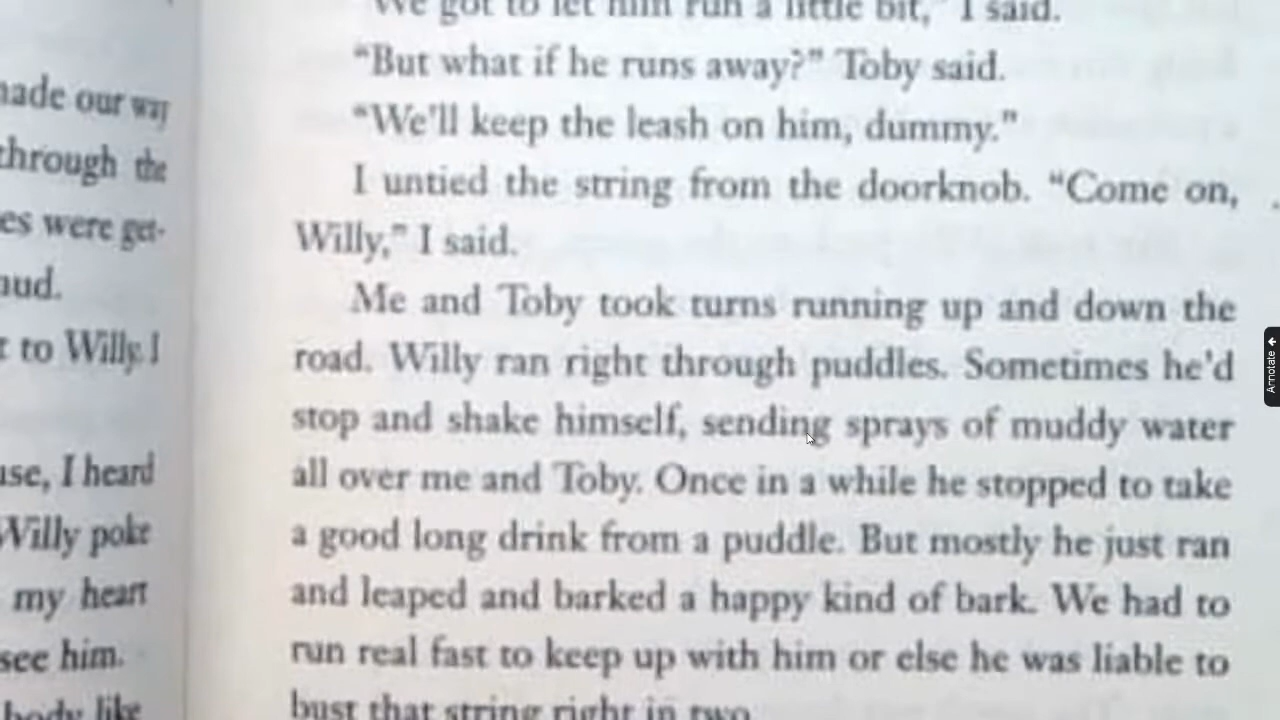 made our way
through the
es were get-
aud.
t to Willy. I
use, I heard
Willy poke
my heart
see him.
body like
We got to let him run a little bit," I said.
“But what if he runs away?” Toby said.
“We'll keep the leash on him, dummy.”
I untied the string from the doorknob. “Come on,
Willy,” I said.
Me and Toby took turns running up and down the
road. Willy ran right through puddles. Sometimes he'd
stop and shake himself, sending sprays of muddy water
all over me and Toby. Once in a while he stopped to take
a good long drink from a puddle. But mostly he just ran
and leaped and barked a happy kind of bark. We had to
run real fast to keep up with him or else he was liable to
bust that string right in two.
Annotate